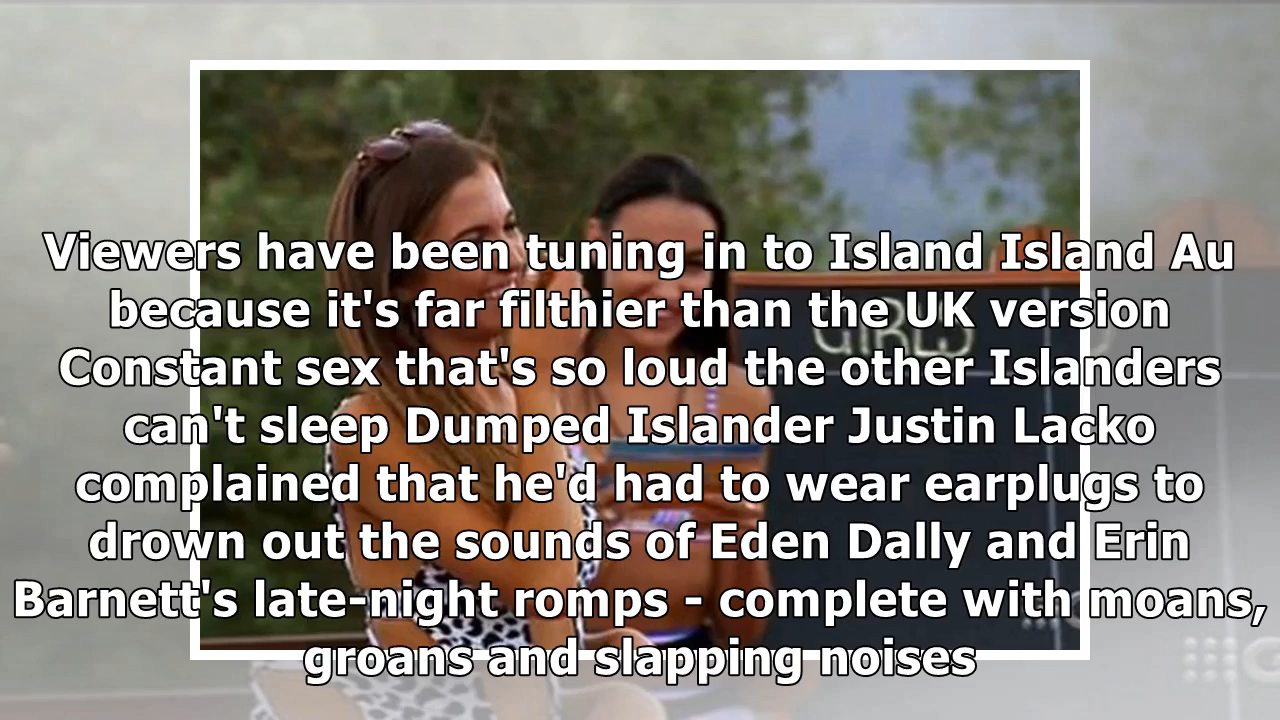 Viewers have been tuning in to Island Island Au
because it's far filthier than the UK version
Constant sex that's so loud the other Islanders
can't sleep Dumped Islander Justin Lacko
complained that he'd had to wear earplugs to
drown out the sounds of Eden Dally and Erin
Barnett's late-night romps - complete with moans,
groans and slapping noises
GIRLS